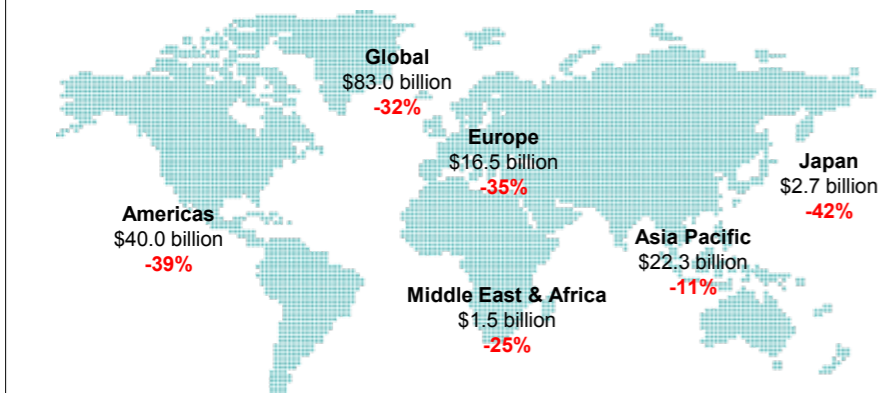 Global
$83.0 billion
-32%
Europe
$16.5 billion
-35%
Japan
$2.7 billion
-42%
Americas
$40.0 billion
-39%
Asia Pacific
$22.3 billion
-11%
Middle East & Africa
$1.5 billion
-25%